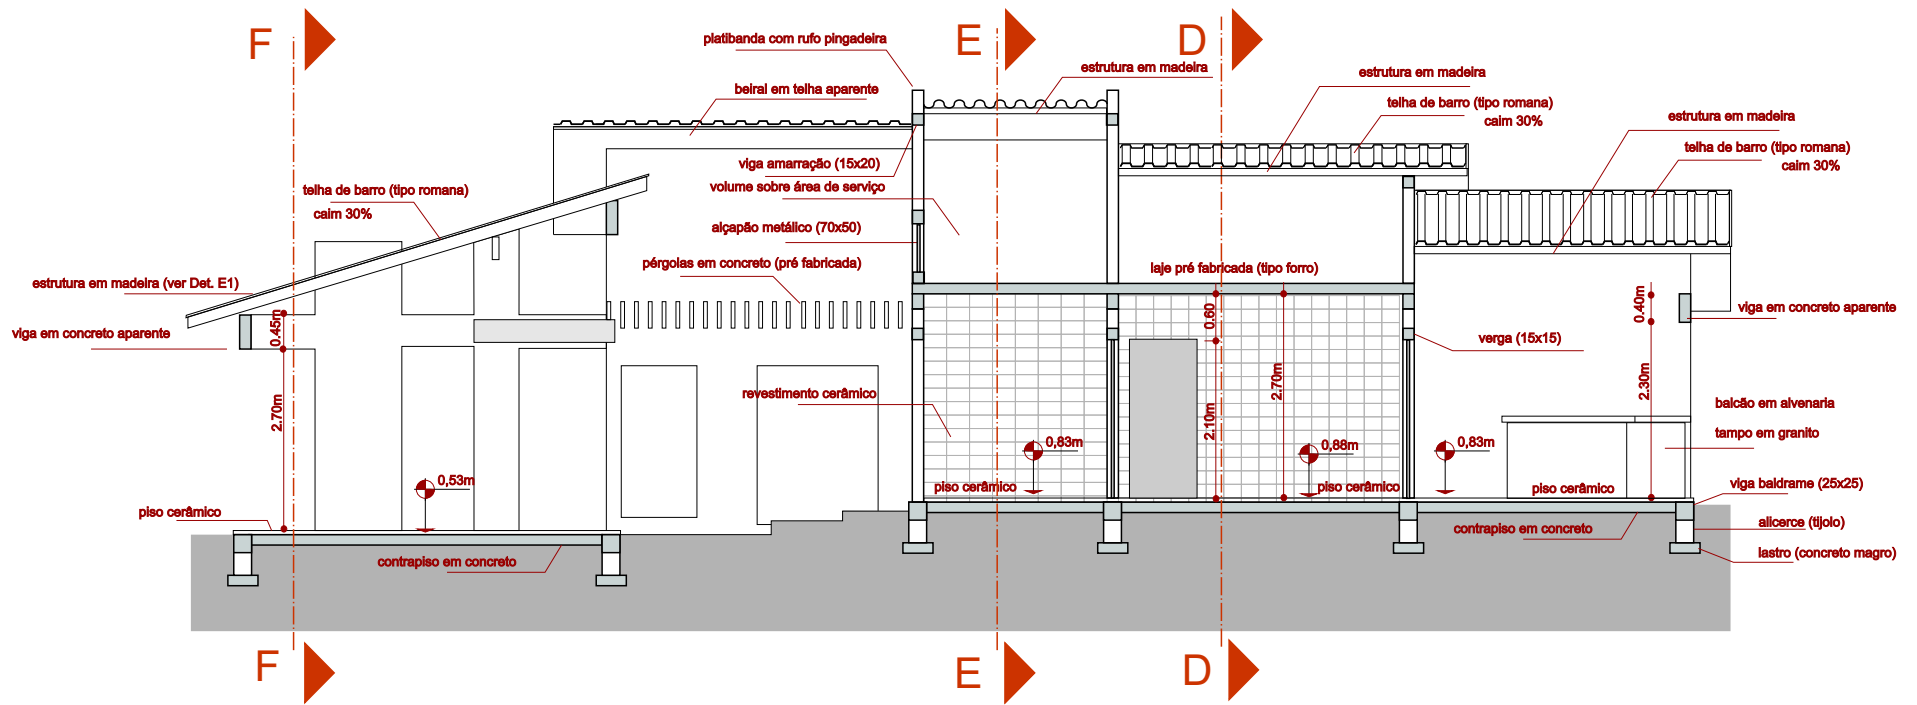 F
E
D
platibanda com rufo pingadeira
estrutura em madeira
estrutura em madeira
beiral em telha aparente
telha de barro (tipo romana)
caim 30%
estrutura em madeira
telha de barro (tipo romana)
caim 30%
viga amarração (15x20)
volume sobre área de serviço
telha de barro (tipo romana)
caim 30%
alçapão metálico (70x50)
pérgolas em concreto (pré fabricada)
laje pré fabricada (tipo forro)
estrutura em madeira (ver Det. E1)
viga em concreto aparente
0.45m
0.60
0.40m
viga em concreto aparente
verga (15x15)
revestimento cerâmico
2.70m
2.10m
2.70m
2.30m
balcão em alvenaria
tampo em granito
0,83m
0,88m
0,83m
0,53m
piso cerâmico
piso cerâmico
piso cerâmico
viga baldrame (25x25)
piso cerâmico
contrapiso em concreto
alicerce (tijolo)
contrapiso em concreto
lastro (concreto magro)
F
E
D